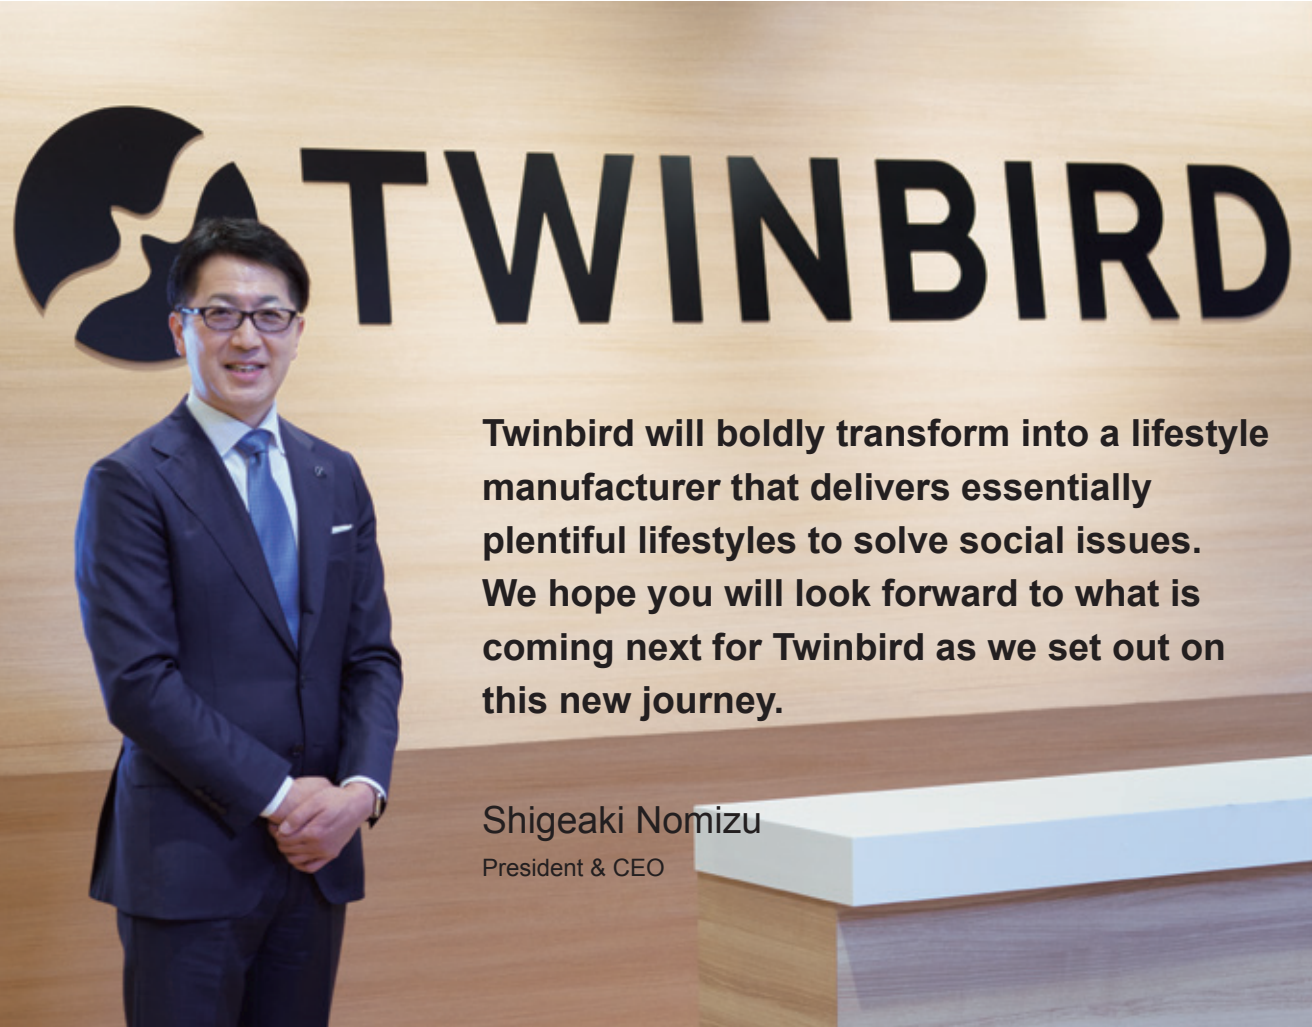 TWINBIRD
Twinbird will boldly transform into a lifestyle
manufacturer that delivers essentially
plentiful lifestyles to solve social issues.
We hope you will look forward to what is
coming next for Twinbird as we set out on
this new journey.
Shigeaki Nomizu
President & CEO